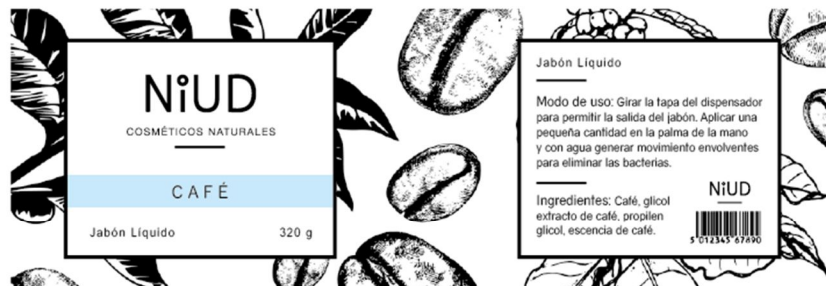 NiUD
COSMÉTICOS NATURALES
CAFÉ
Jabón Líquido 320 g
Jabón Líquido
Modo de uso: Girar la tapa del dispensador
para permitir la salida del jabón. Aplicar una
pequeña cantidad en la palma de la mano
y con agua generar movimiento envolventes
para eliminar las bacterias.
Ingredientes: Café, glicol
extracto de café, propilen
glicol, escencia de café.
NiUD
5 012345 67890